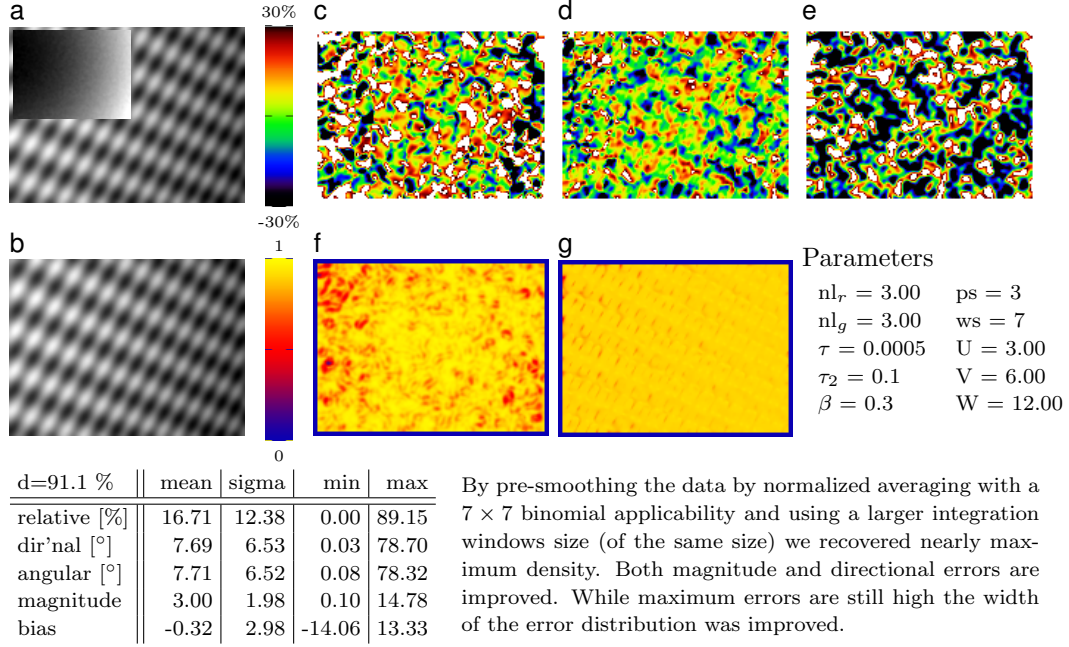 a
30%
c
d
e
-30%
b
1
f
g
0
Parameters
nlᵣ = 3.00 ps = 3
nl_g = 3.00 ws = 7
τ = 0.0005 U = 3.00
τ₂ = 0.1 V = 6.00
β = 0.3 W = 12.00
d=91.1 % mean sigma min max
relative [%] 16.71 12.38 0.00 89.15
dir'nal [°] 7.69 6.53 0.03 78.70
angular [°] 7.71 6.52 0.08 78.32
magnitude 3.00 1.98 0.10 14.78
bias -0.32 2.98 -14.06 13.33
By pre-smoothing the data by normalized averaging with a
7 × 7 binomial applicability and using a larger integration
windows size (of the same size) we recovered nearly max-
imum density. Both magnitude and directional errors are
improved. While maximum errors are still high the width
of the error distribution was improved.